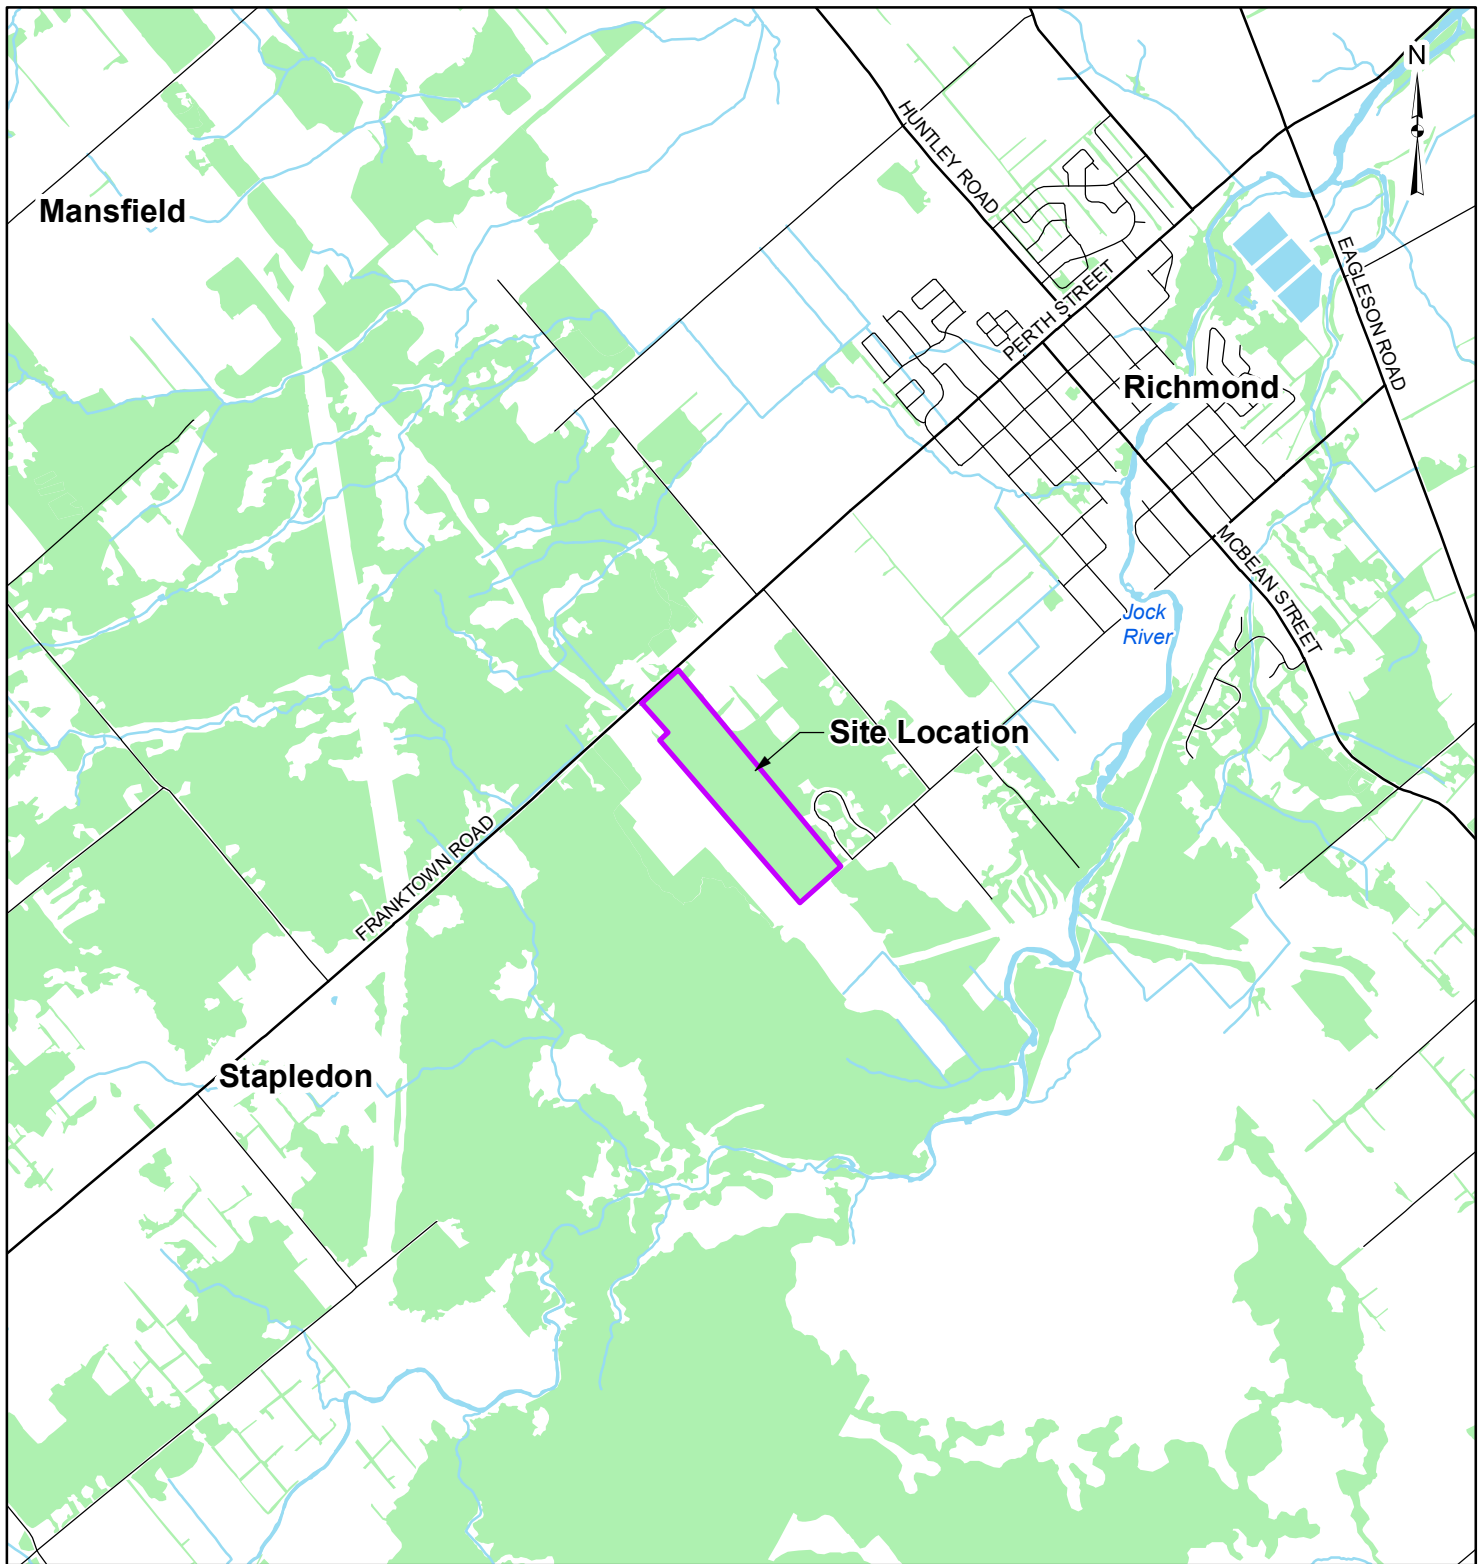 N
HUNTLEY ROAD
Mansfield
EAGLESON ROAD
PERTH STREET
Richmond
MCBEAN STREET
Jock
River
Site Location
FRANKTOWN ROAD
Stapledon